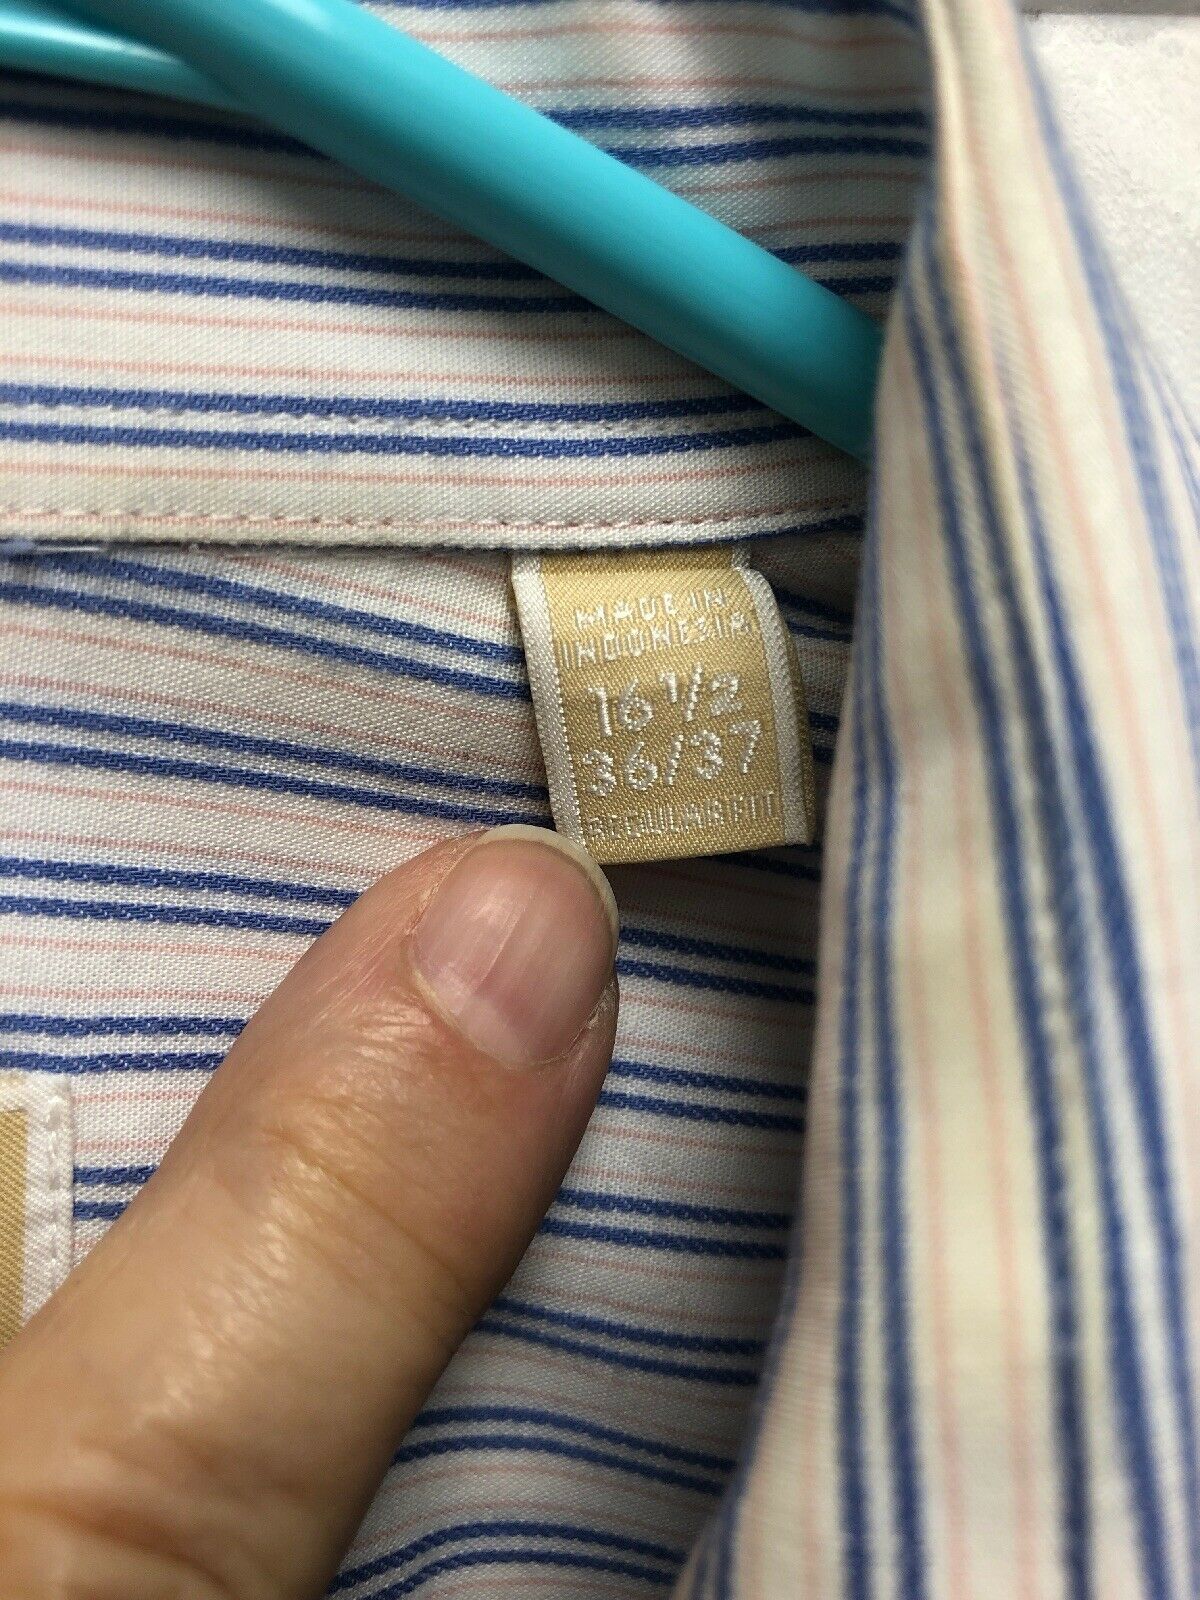 MADE IN
INDONESIA
16 1/2
36/37
REGULAR FIT